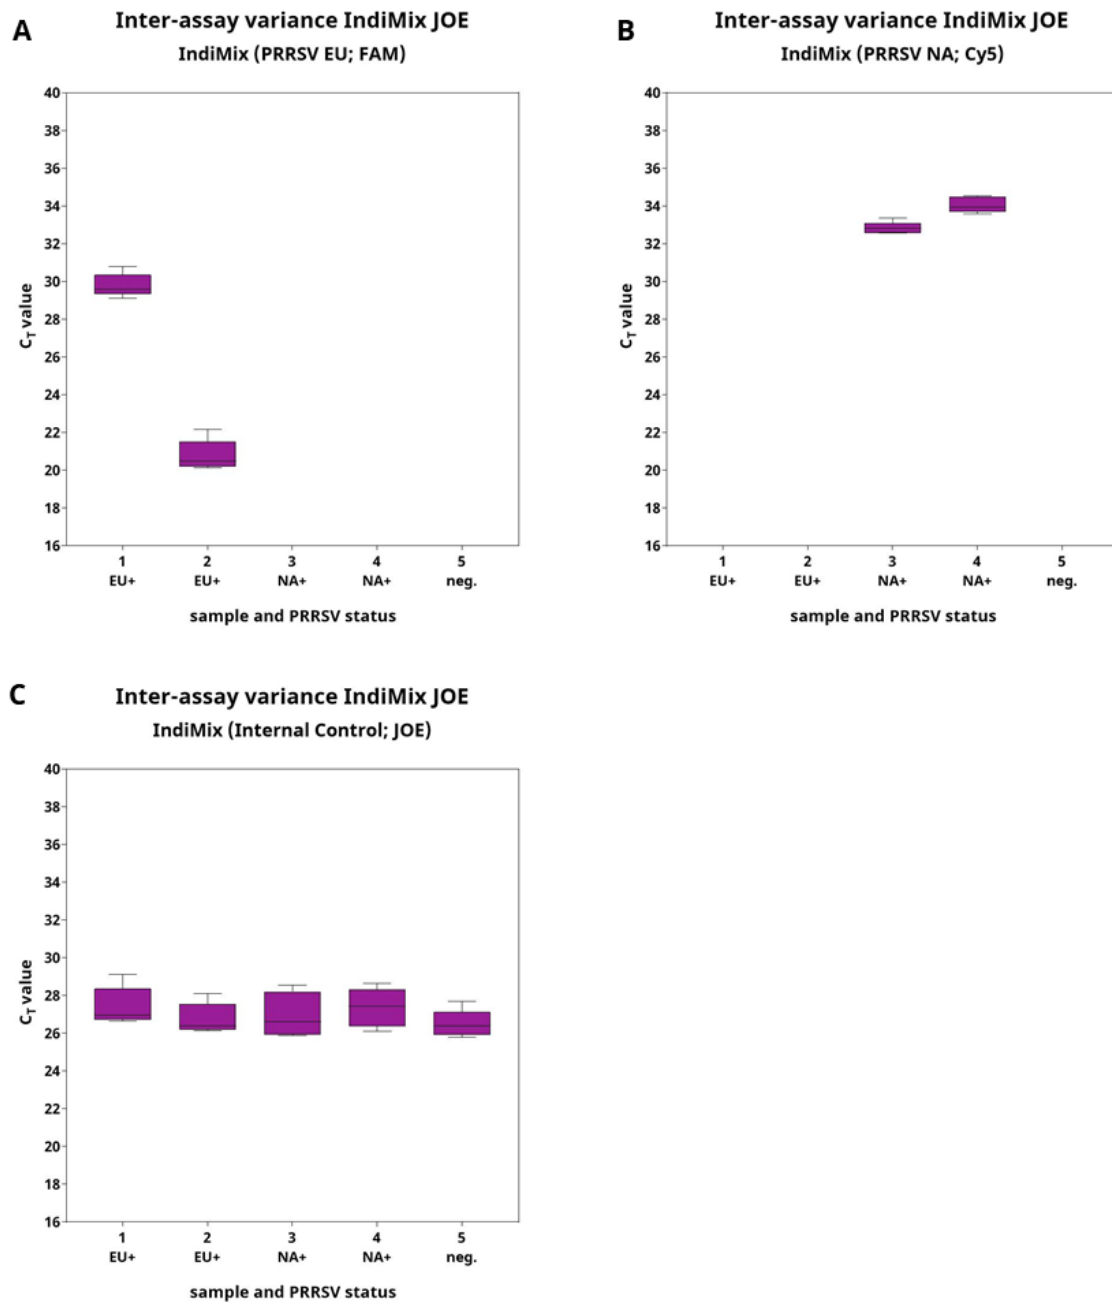 A
Inter-assay variance IndiMix JOE
IndiMix (PRRSV EU; FAM)
40
38
36
34
32
30
28
26
24
22
20
18
16
C_T value
1 2 3 4 5
EU+ EU+ NA+ NA+ neg.
sample and PRRSV status
B
Inter-assay variance IndiMix JOE
IndiMix (PRRSV NA; Cy5)
40
38
36
34
32
30
28
26
24
22
20
18
16
C_T value
1 2 3 4 5
EU+ EU+ NA+ NA+ neg.
sample and PRRSV status
C
Inter-assay variance IndiMix JOE
IndiMix (Internal Control; JOE)
40
38
36
34
32
30
28
26
24
22
20
18
16
C_T value
1 2 3 4 5
EU+ EU+ NA+ NA+ neg.
sample and PRRSV status